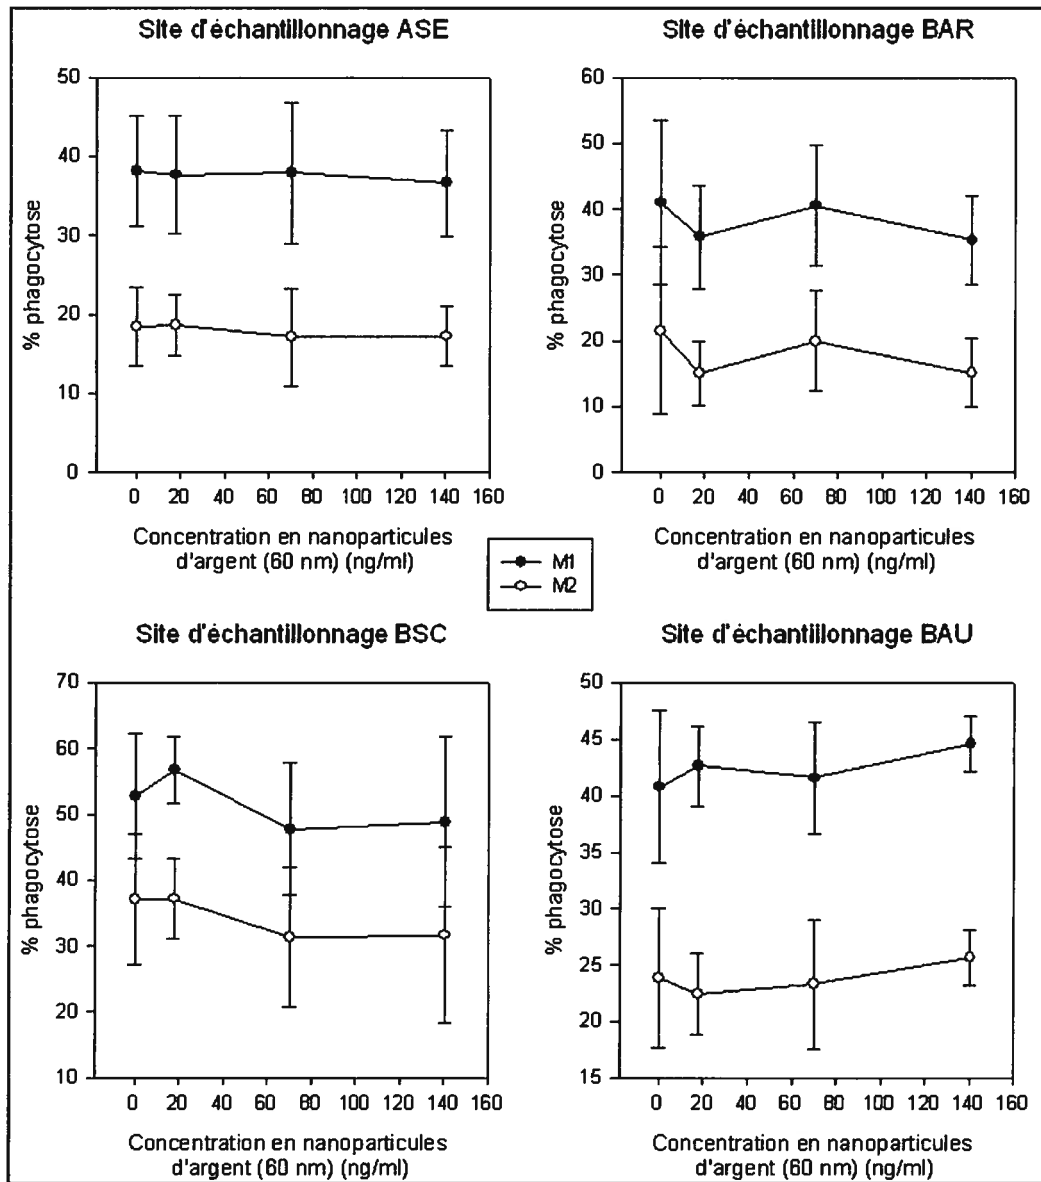 Site d'échantillonnage ASE
50
40
30
20
10
0
% phagocytose
0 20 40 60 80 100 120 140 160
Concentration en nanoparticules
d'argent (60 nm) (ng/ml)
Site d'échantillonnage BAR
60
50
40
30
20
10
0
% phagocytose
0 20 40 60 80 100 120 140 160
Concentration en nanoparticules
d'argent (60 nm) (ng/ml)
M1
M2
Site d'échantillonnage BSC
70
60
50
40
30
20
10
% phagocytose
0 20 40 60 80 100 120 140 160
Concentration en nanoparticules
d'argent (60 nm) (ng/ml)
Site d'échantillonnage BAU
50
45
40
35
30
25
20
15
% phagocytose
0 20 40 60 80 100 120 140 160
Concentration en nanoparticules
d'argent (60 nm) (ng/ml)